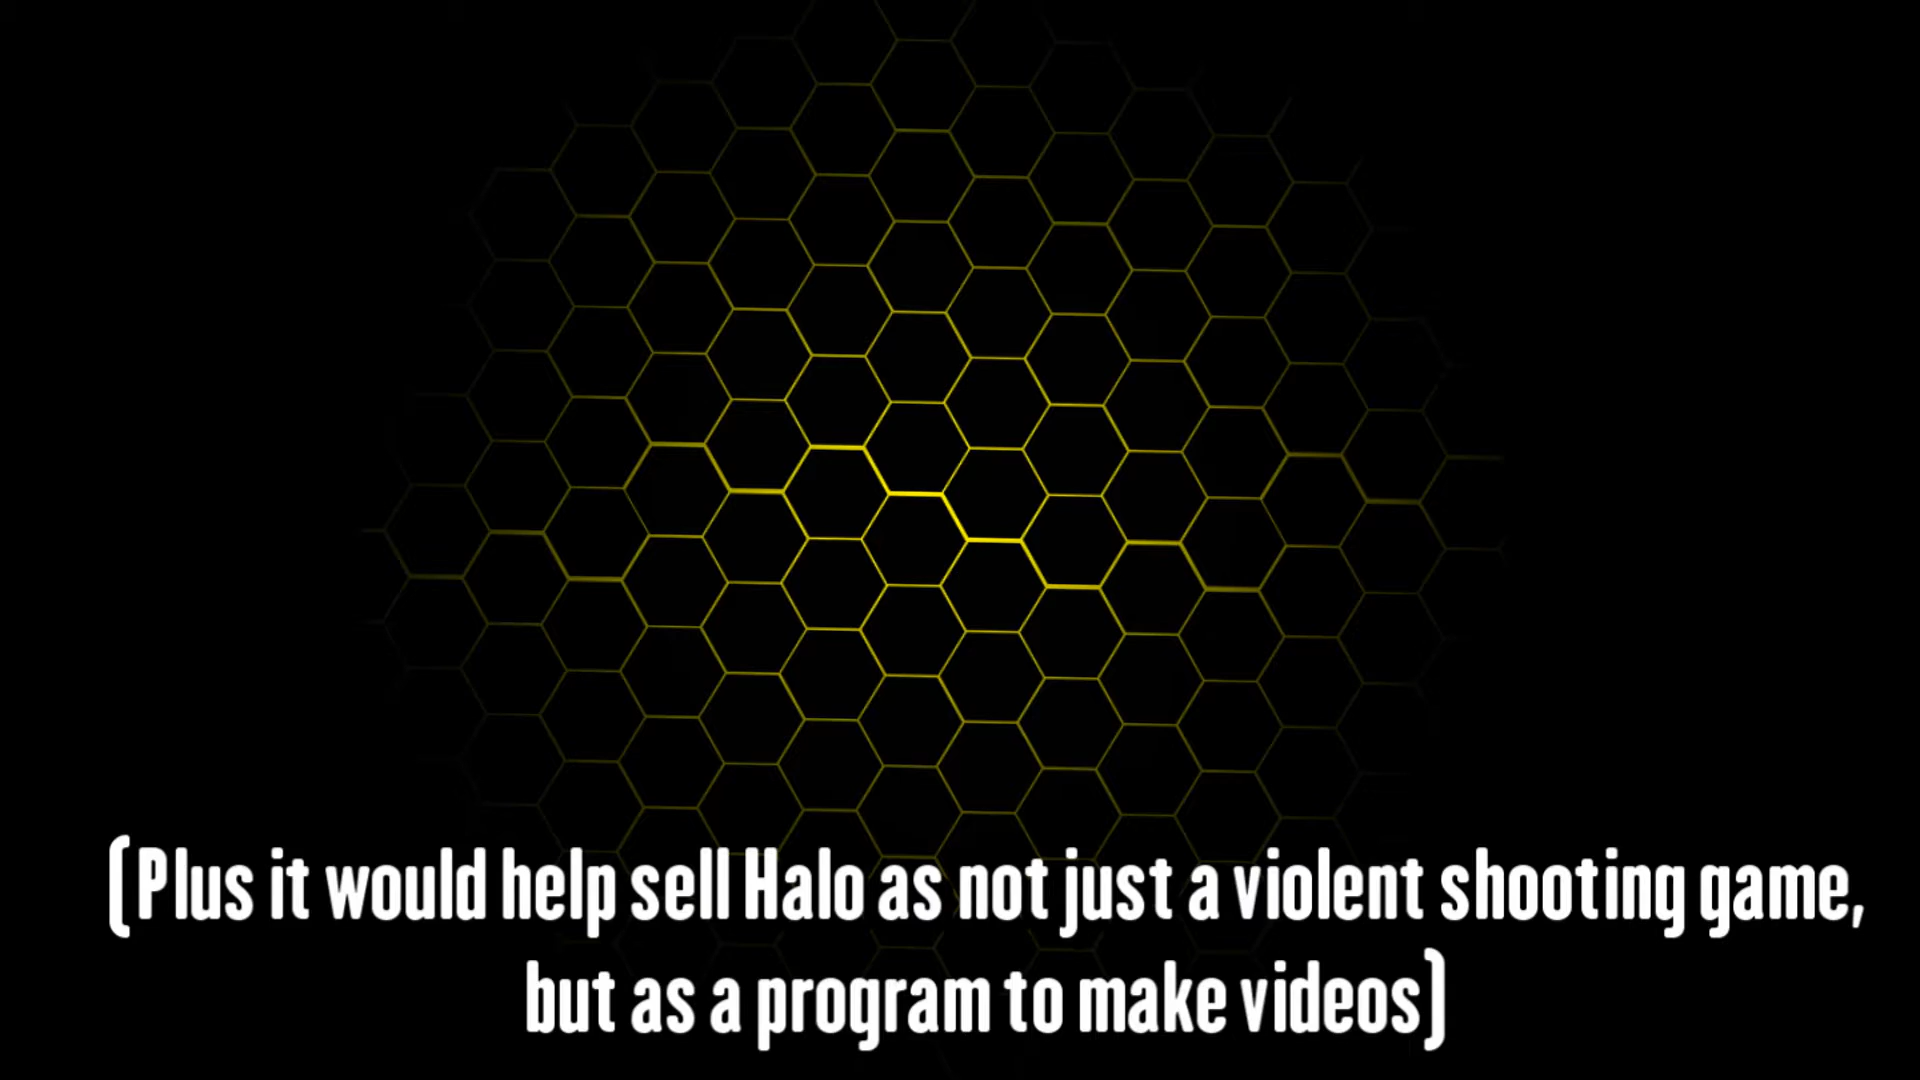 (Plus it would help sell Halo as not just a violent shooting game,
but as a program to make videos)